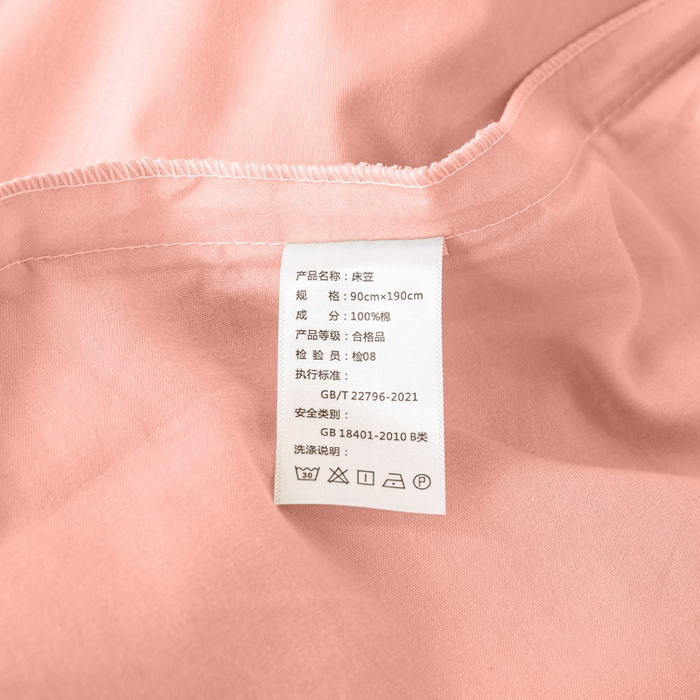 产品名称：床笠
规 格：90cm×190cm
成 分：100%棉
产品等级：合格品
检 验 员：检08
执行标准：
GB/T 22796-2021
安全类别：
GB 18401-2010 B类
洗涤说明：
30 P